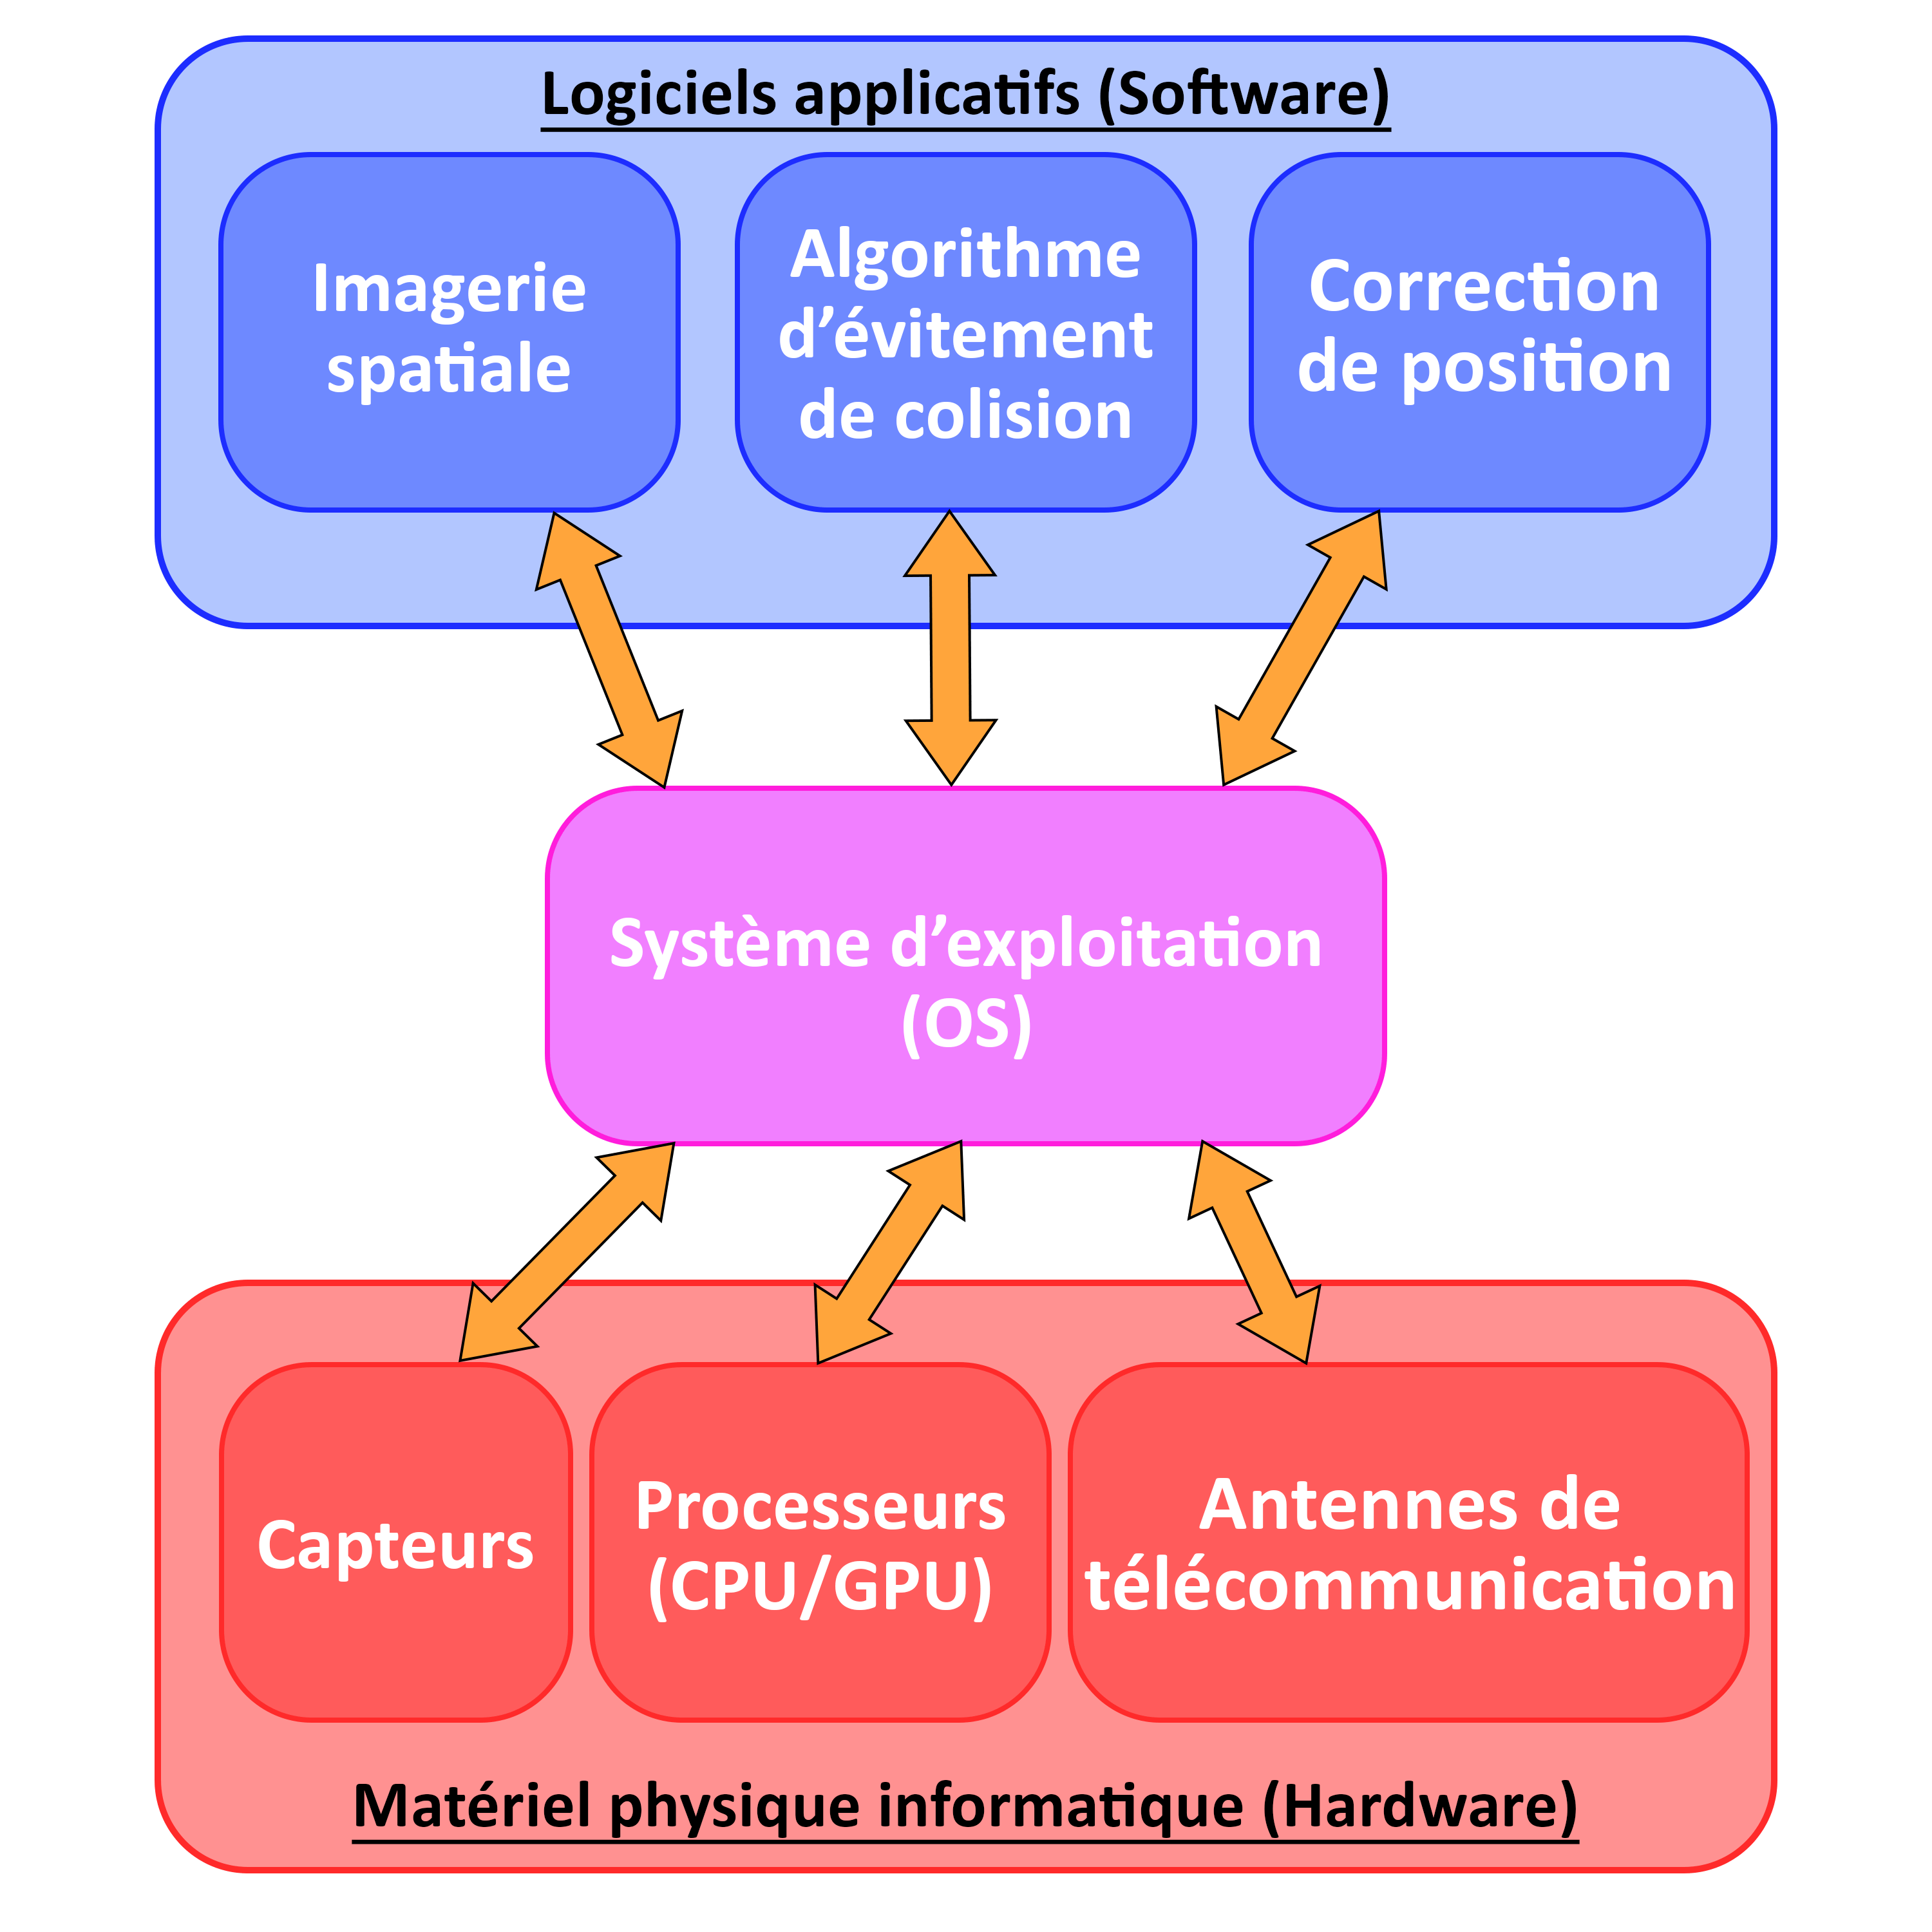 Logiciels applicatifs (Software)
Imagerie
spatiale
Algorithme
d'évitement
de colision
Correction
de position
Système d'exploitation
(OS)
Capteurs
Processeurs
(CPU/GPU)
Antennes de
télécommunication
Matériel physique informatique (Hardware)